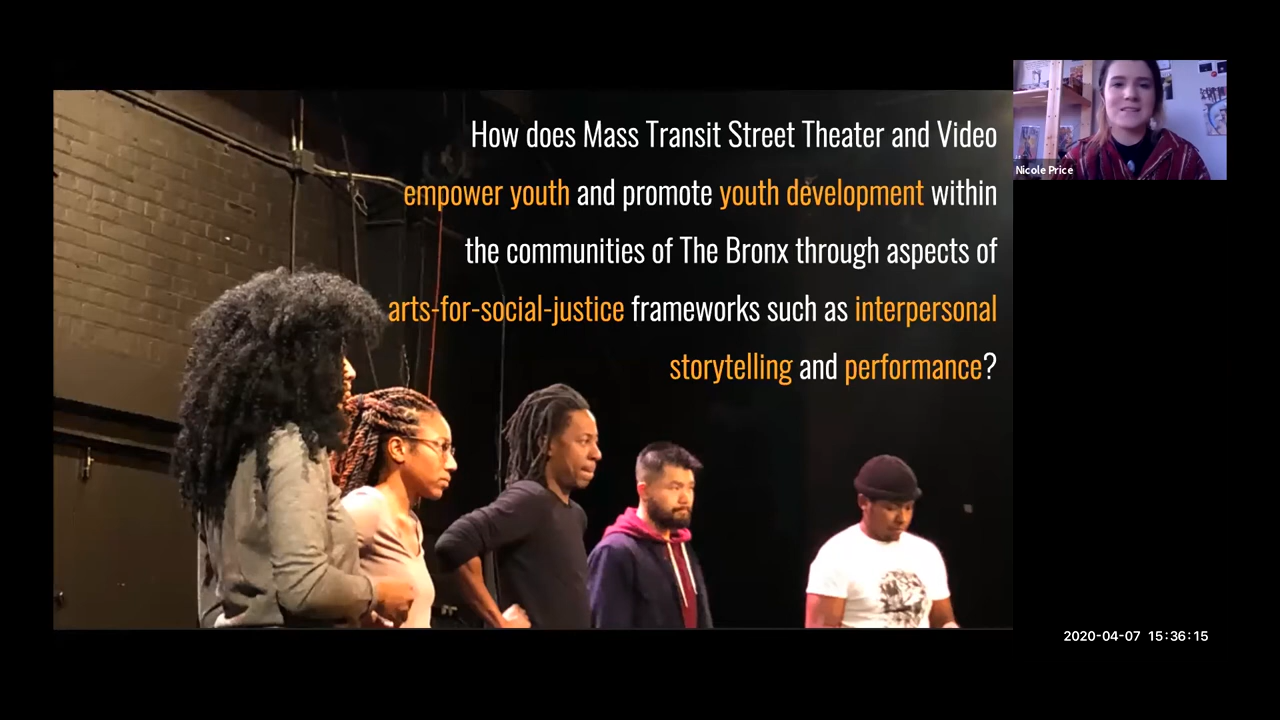 How does Mass Transit Street Theater and Video
empower youth and promote youth development within
the communities of The Bronx through aspects of
arts-for-social-justice frameworks such as interpersonal
storytelling and performance?
Nicole Price
2020-04-07 15:36:15